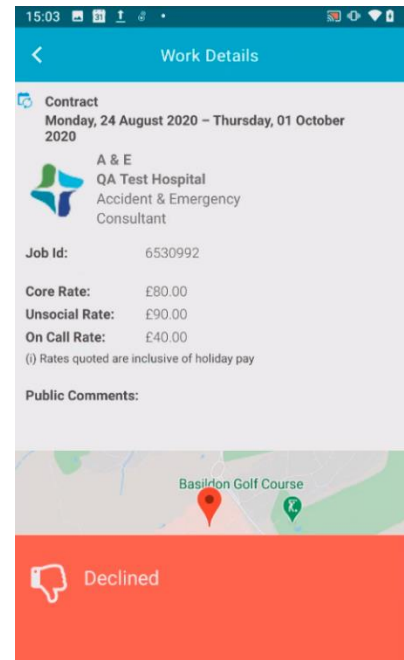 15:03
31
Work Details
Contract
Monday, 24 August 2020 – Thursday, 01 October
2020
A & E
QA Test Hospital
Accident & Emergency
Consultant
Job Id: 6530992
Core Rate: £80.00
Unsocial Rate: £90.00
On Call Rate: £40.00
(i) Rates quoted are inclusive of holiday pay
Public Comments:
Basildon Golf Course
Declined